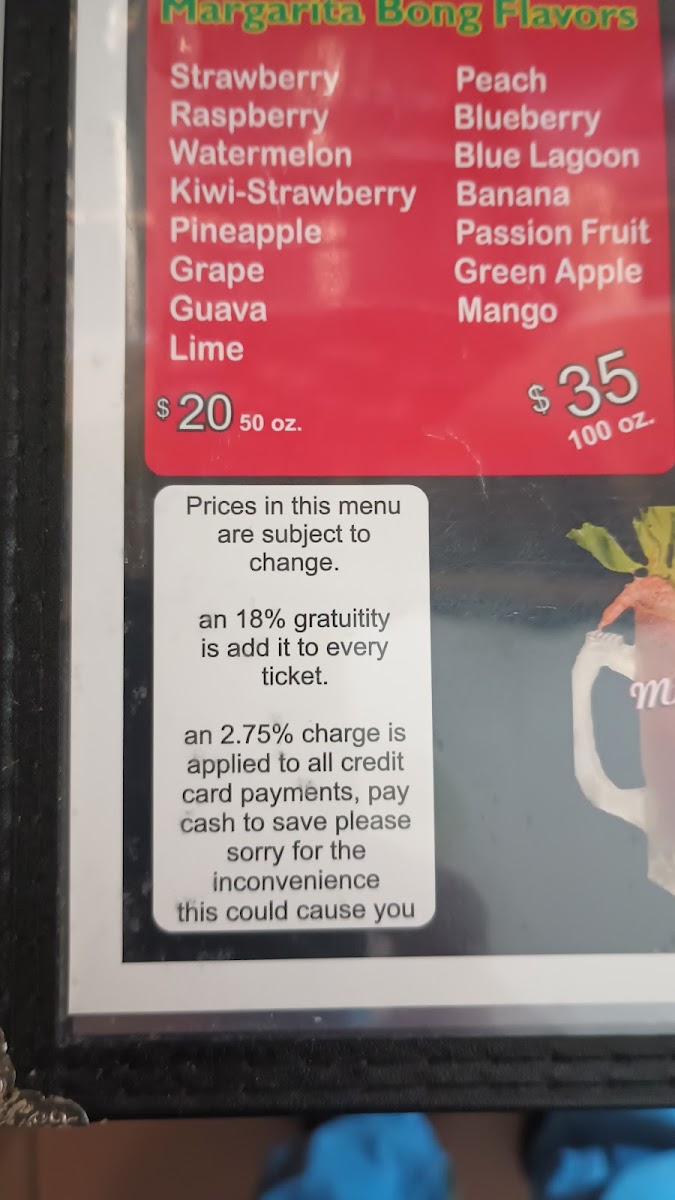 Margarita Bong Flavors
Strawberry
Raspberry
Watermelon
Kiwi-Strawberry
Pineapple
Grape
Guava
Lime
Peach
Blueberry
Blue Lagoon
Banana
Passion Fruit
Green Apple
Mango
$20 50 oz.
$35
100 oz.
Prices in this menu
are subject to
change.
an 18% gratuitity
is add it to every
ticket.
an 2.75% charge is
applied to all credit
card payments, pay
cash to save please
sorry for the
inconvenience
this could cause you